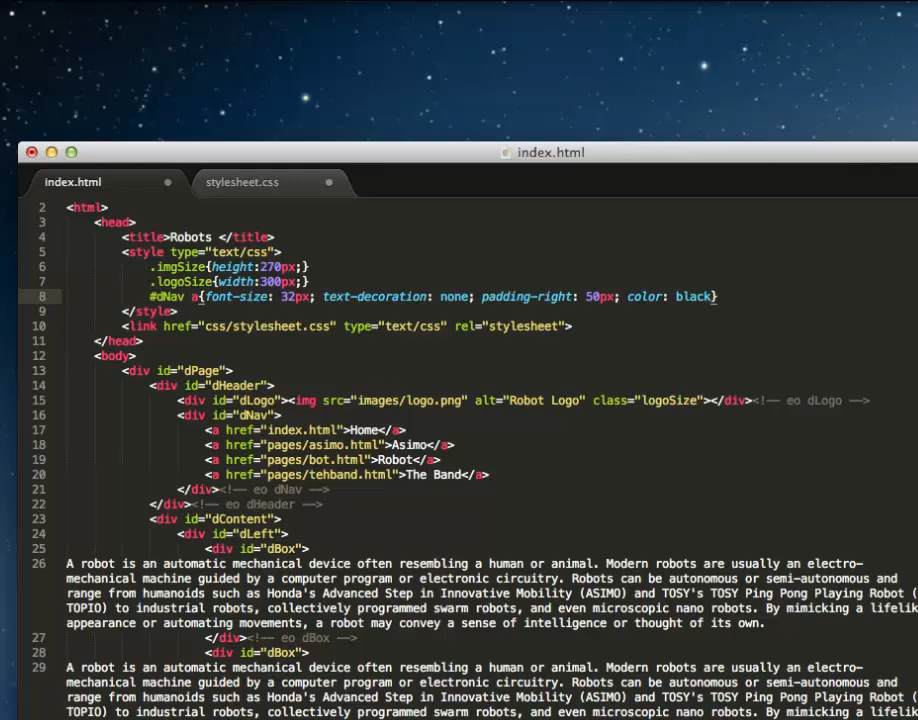 index.html
index.html
stylesheet.css
2 <html>
3 <head>
4 <title>Robots </title>
5 <style type="text/css">
6 .imgSize{height:270px;}
7 .logoSize{width:300px;}
8 #dNav a{font-size: 32px; text-decoration: none; padding-right: 50px; color: black}
9 </style>
10 <link href="css/stylesheet.css" type="text/css" rel="stylesheet">
11 </head>
12 <body>
13 <div id="dPage">
14 <div id="dHeader">
15 <div id="dLogo"><img src="images/logo.png" alt="Robot Logo" class="logoSize"></div><!-- eo dLogo -->
16 <div id="dNav">
17 <a href="index.html">Home</a>
18 <a href="pages/asimo.html">Asimo</a>
19 <a href="pages/bot.html">Robot</a>
20 <a href="pages/tehband.html">The Band</a>
21 </div><!-- eo dNav -->
22 </div><!-- eo dHeader -->
23 <div id="dContent">
24 <div id="dLeft">
25 <div id="dBox">
26 A robot is an automatic mechanical device often resembling a human or animal. Modern robots are usually an electro-
mechanical machine guided by a computer program or electronic circuitry. Robots can be autonomous or semi-autonomous and
range from humanoids such as Honda's Advanced Step in Innovative Mobility (ASIMO) and TOSY's TOSY Ping Pong Playing Robot (
TOPIO) to industrial robots, collectively programmed swarm robots, and even microscopic nano robots. By mimicking a lifelik
appearance or automating movements, a robot may convey a sense of intelligence or thought of its own.
27 </div><!-- eo dBox -->
28 <div id="dBox">
29 A robot is an automatic mechanical device often resembling a human or animal. Modern robots are usually an electro-
mechanical machine guided by a computer program or electronic circuitry. Robots can be autonomous or semi-autonomous and
range from humanoids such as Honda's Advanced Step in Innovative Mobility (ASIMO) and TOSY's TOSY Ping Pong Playing Robot (
TOPIO) to industrial robots, collectively programmed swarm robots, and even microscopic nano robots. By mimicking a lifelik